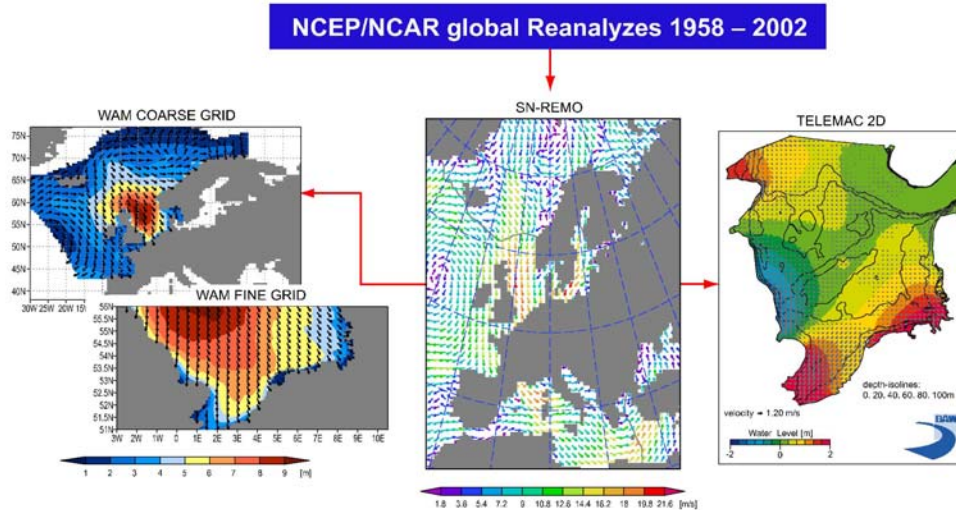 NCEP/NCAR global Reanalyzes 1958 – 2002
WAM COARSE GRID
75N
70N
65N
60N
55N
50N
45N
40N
30W 25W 20W 15W
WAM FINE GRID
56N
55.5N
55N
54.5N
54N
53.5N
53N
52.5N
52N
51.5N
51N
3W 2W 1W 0 1E 2E 3E 4E 5E 6E 7E 8E 9E 10E
1 2 3 4 5 6 7 8 9 [m]
SN-REMO
1.8 3.6 5.4 7.2 9 10.8 12.6 14.4 16.2 18 19.8 21.6 [m/s]
TELEMAC 2D
depth-isolines:
0. 20. 40. 60. 80. 100m
velocity → 1.20 m/s
Water Level [m]
-2 0 2
BAW